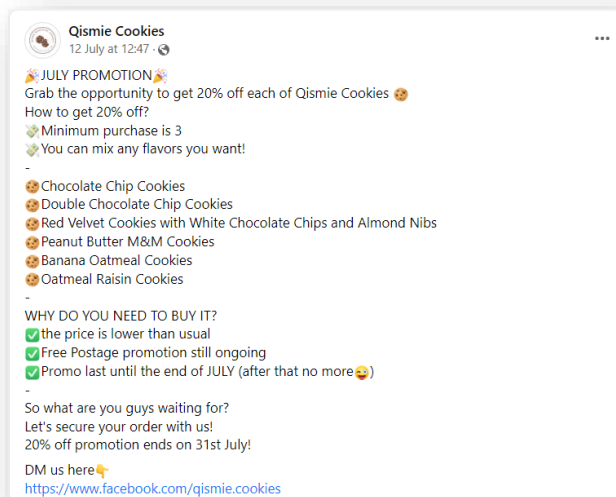 Qismie Cookies
12 July at 12:47 ·
🎉JULY PROMOTION🎉
Grab the opportunity to get 20% off each of Qismie Cookies 🍪
How to get 20% off?
💸Minimum purchase is 3
💸You can mix any flavors you want!
-
🍪Chocolate Chip Cookies
🍪Double Chocolate Chip Cookies
🍪Red Velvet Cookies with White Chocolate Chips and Almond Nibs
🍪Peanut Butter M&M Cookies
🍪Banana Oatmeal Cookies
🍪Oatmeal Raisin Cookies
-
WHY DO YOU NEED TO BUY IT?
✅the price is lower than usual
✅Free Postage promotion still ongoing
✅Promo last until the end of JULY (after that no more😜)
-
So what are you guys waiting for?
Let's secure your order with us!
20% off promotion ends on 31st July!
DM us here👇
https://www.facebook.com/qismie.cookies